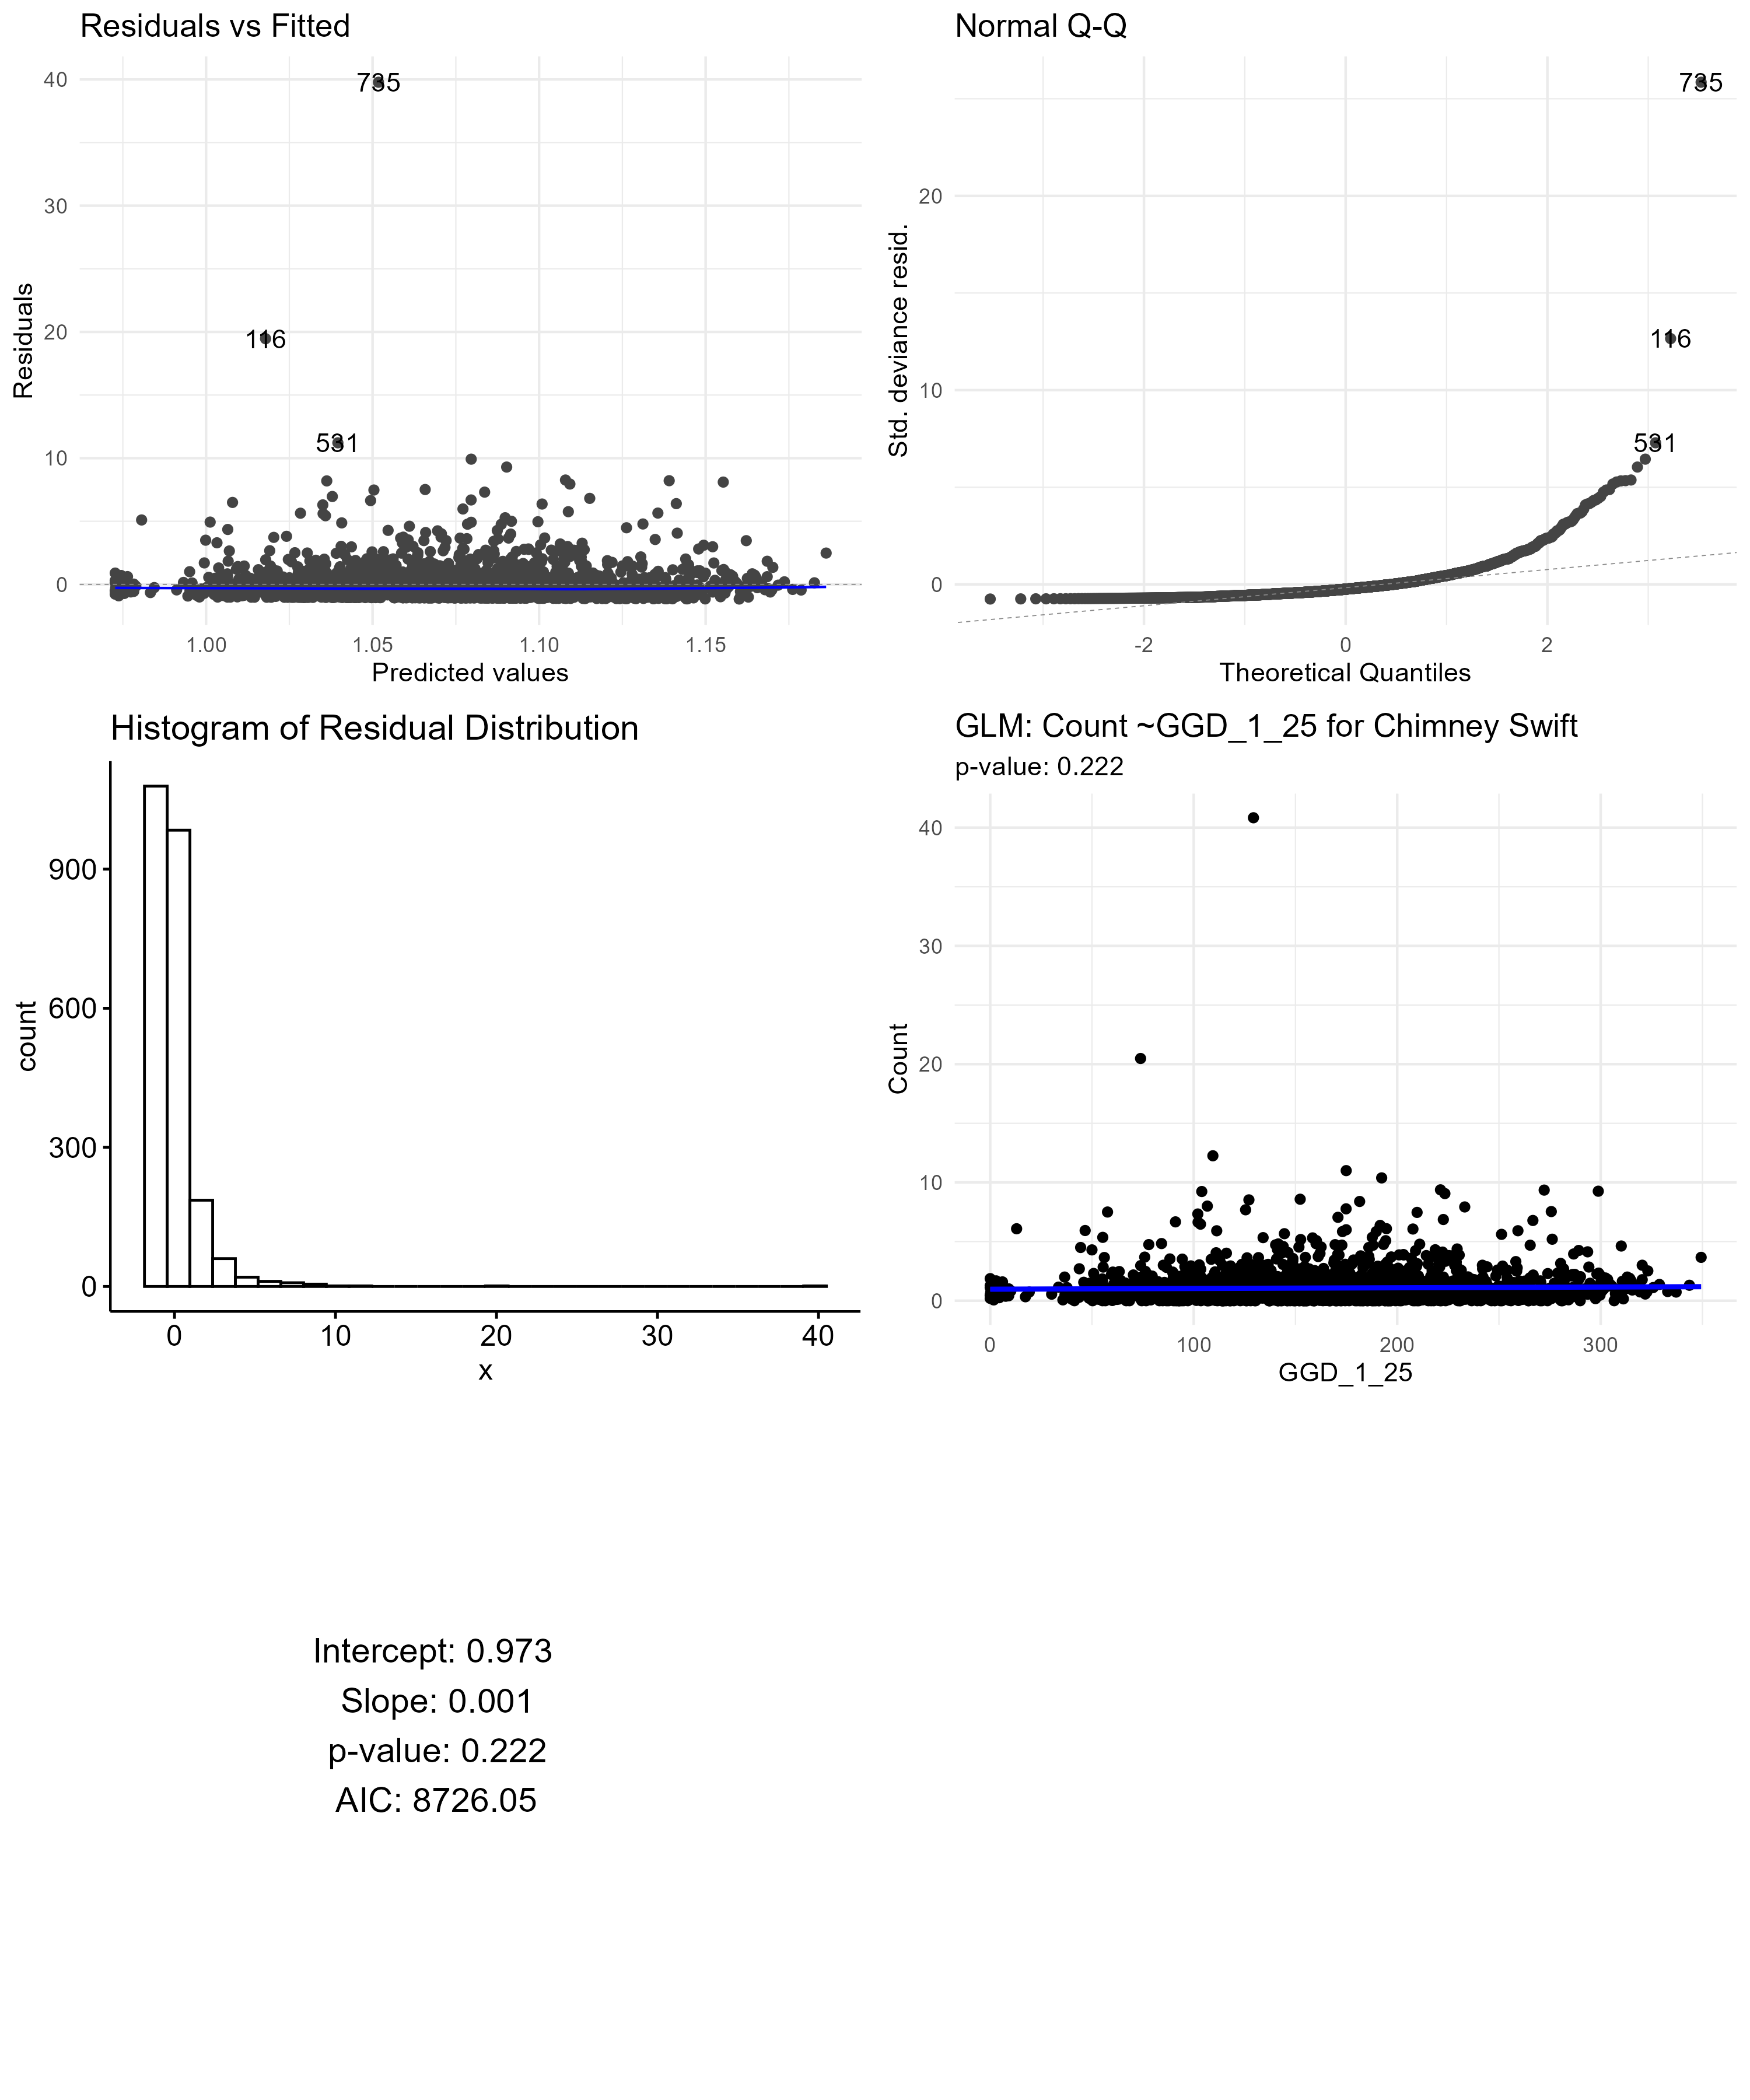 Residuals vs Fitted
40
30
20
10
0
Residuals
735
116
531
1.00
1.05
1.10
1.15
Predicted values
Normal Q-Q
20
10
0
Std. deviance resid.
735
116
531
-2
0
2
Theoretical Quantiles
Histogram of Residual Distribution
900
600
300
0
count
0
10
20
30
40
x
GLM: Count ~GGD_1_25 for Chimney Swift
p-value: 0.222
40
30
20
10
0
Count
0
100
200
300
GGD_1_25
Intercept: 0.973
Slope: 0.001
p-value: 0.222
AIC: 8726.05